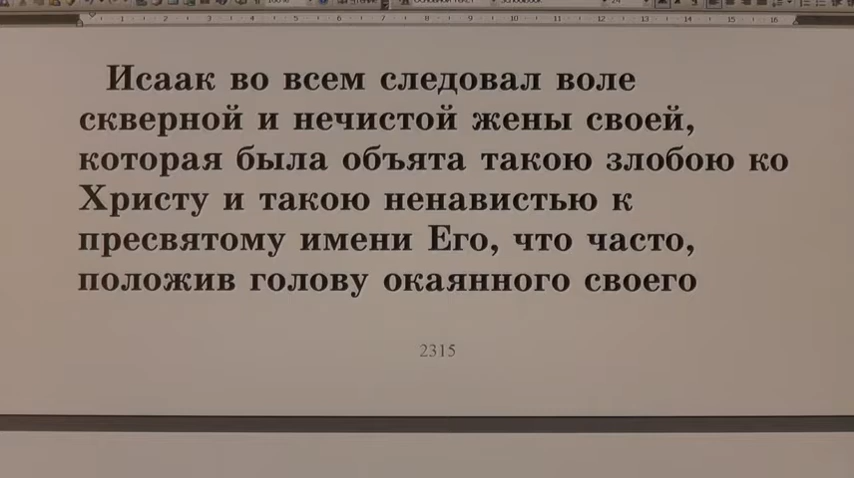 Исаак во всем следовал воле
скверной и нечистой жены своей,
которая была объята такою злобою ко
Христу и такою ненавистью к
пресвятому имени Его, что часто,
положив голову окаянного своего
2315